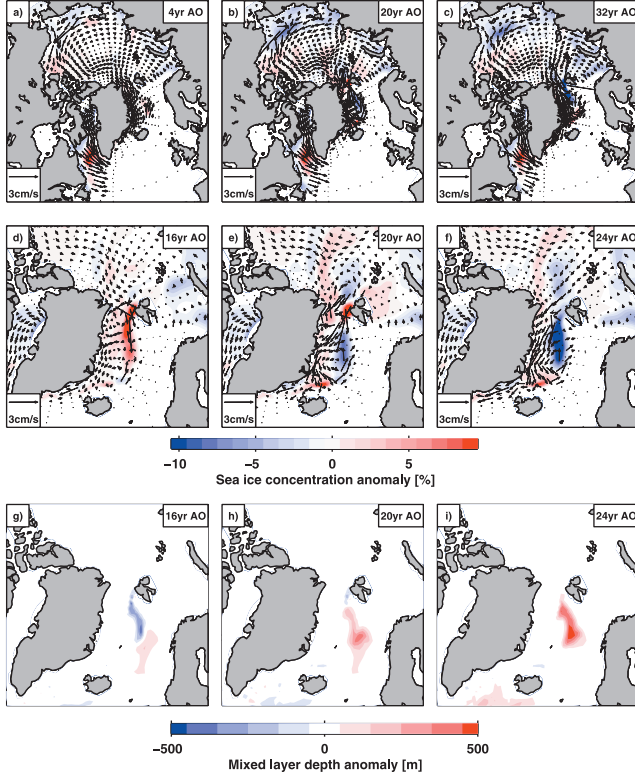 a) 4yr AO b) 20yr AO c) 32yr AO
3cm/s 3cm/s 3cm/s
d) 16yr AO e) 20yr AO f) 24yr AO
3cm/s 3cm/s 3cm/s
−10 −5 0 5
Sea ice concentration anomaly [%]
g) 16yr AO h) 20yr AO i) 24yr AO
−500 0 500
Mixed layer depth anomaly [m]